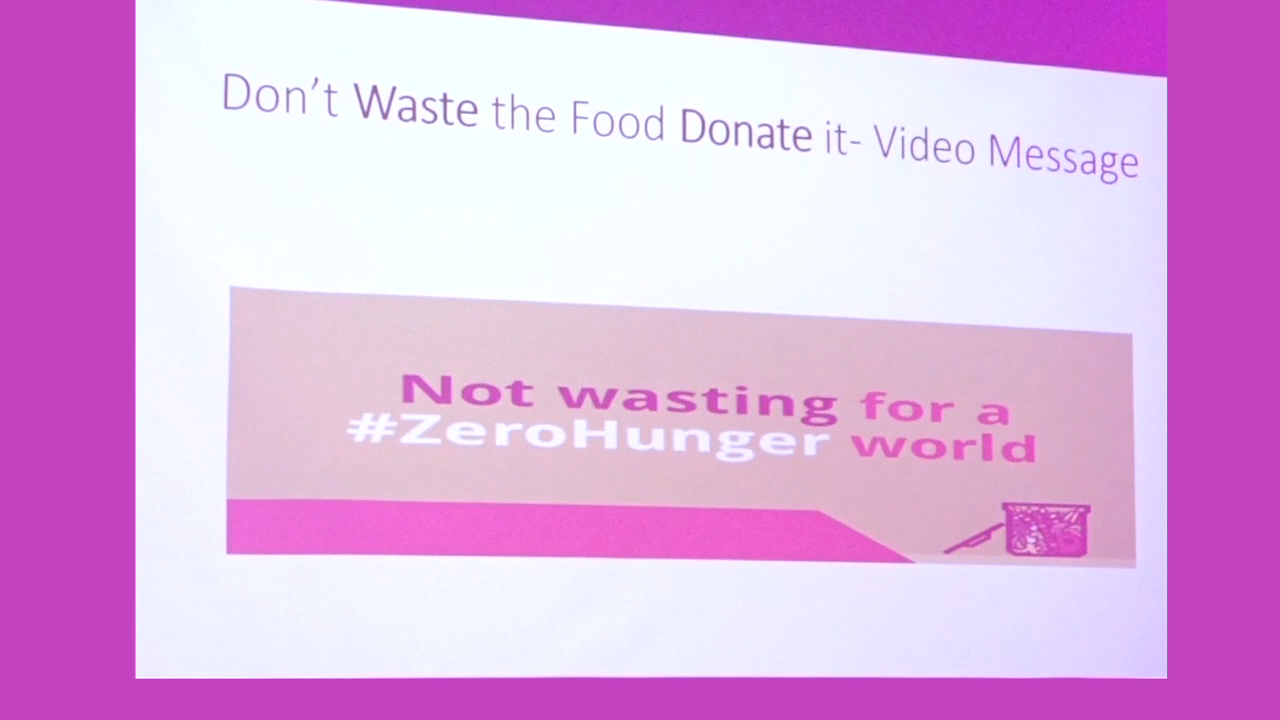 Don't Waste the Food Donate it- Video Message
Not wasting for a
#ZeroHunger world